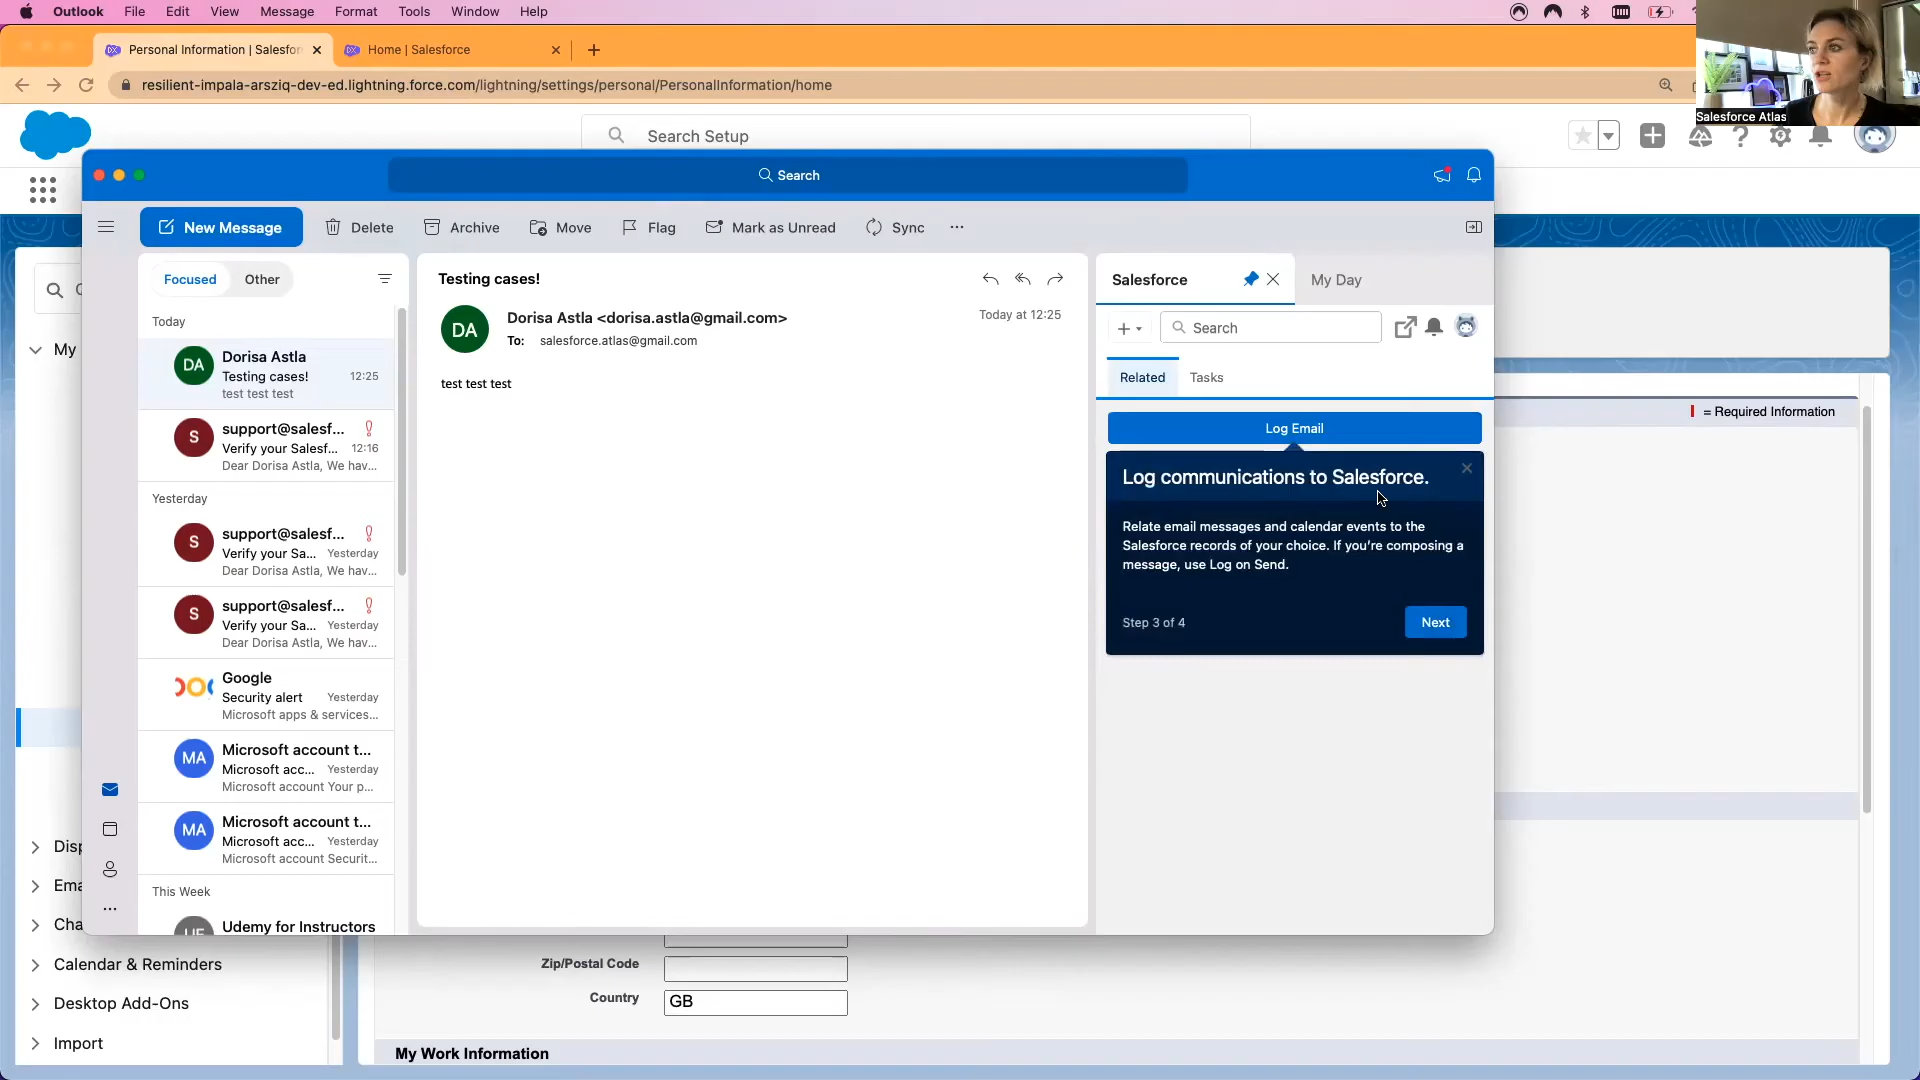 Outlook File Edit View Message Format Tools Window Help
Personal Information | Salesfor
Home | Salesforce
resilient-impala-arsziq-dev-ed.lightning.force.com/lightning/settings/personal/PersonalInformation/home
Salesforce Atlas
Search Setup
Search
New Message
Delete
Archive
Move
Flag
Mark as Unread
Sync
Focused
Other
Today
DA
Dorisa Astla
Testing cases! 12:25
test test test
S
support@salesf...
Verify your Salesf... 12:16
Dear Dorisa Astla, We hav...
Yesterday
S
support@salesf...
Verify your Sa... Yesterday
Dear Dorisa Astla, We hav...
S
support@salesf...
Verify your Sa... Yesterday
Dear Dorisa Astla, We hav...
Google
Security alert Yesterday
Microsoft apps & services...
MA
Microsoft account t...
Microsoft acc... Yesterday
Microsoft account Your p...
MA
Microsoft account t...
Microsoft acc... Yesterday
Microsoft account Securit...
This Week
Udemy for Instructors
Testing cases!
DA
Dorisa Astla <dorisa.astla@gmail.com>
Today at 12:25
To: salesforce.atlas@gmail.com
test test test
Salesforce
My Day
Search
Related
Tasks
Log Email
Log communications to Salesforce.
Relate email messages and calendar events to the
Salesforce records of your choice. If you're composing a
message, use Log on Send.
Step 3 of 4
Next
= Required Information
My
Calendar & Reminders
Desktop Add-Ons
Import
Zip/Postal Code
Country GB
My Work Information